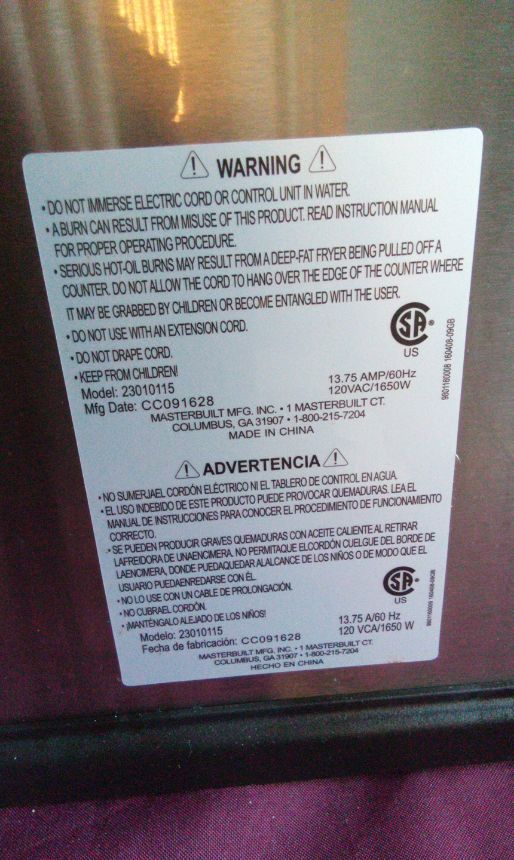 WARNING
• DO NOT IMMERSE ELECTRIC CORD OR CONTROL UNIT IN WATER.
• A BURN CAN RESULT FROM MISUSE OF THIS PRODUCT. READ INSTRUCTION MANUAL
FOR PROPER OPERATING PROCEDURE.
• SERIOUS HOT-OIL BURNS MAY RESULT FROM A DEEP-FAT FRYER BEING PULLED OFF A
COUNTER. DO NOT ALLOW THE CORD TO HANG OVER THE EDGE OF THE COUNTER WHERE
IT MAY BE GRABBED BY CHILDREN OR BECOME ENTANGLED WITH THE USER.
• DO NOT USE WITH AN EXTENSION CORD.
• DO NOT DRAPE CORD.
• KEEP FROM CHILDREN!
SA®
US
9601160008 160408-09GB
Model: 23010115 13.75 AMP/60Hz
Mfg Date: CC091628 120VAC/1650W
MASTERBUILT MFG. INC. • 1 MASTERBUILT CT.
COLUMBUS, GA 31907 • 1-800-215-7204
MADE IN CHINA
ADVERTENCIA
• NO SUMERJAEL CORDÓN ELÉCTRICO NI EL TABLERO DE CONTROL EN AGUA.
• EL USO INDEBIDO DE ESTE PRODUCTO PUEDE PROVOCAR QUEMADURAS. LEA EL
MANUAL DE INSTRUCCIONES PARA CONOCER EL PROCEDIMIENTO DE FUNCIONAMIENTO
CORRECTO.
• SE PUEDEN PRODUCIR GRAVES QUEMADURAS CON ACEITE CALIENTE AL RETIRAR
LAFREIDORA DE UNAENCIMERA. NO PERMITAQUE ELCORDÓN CUELGUE DEL BORDE DE
LAENCIMERA, DONDE PUEDAQUEDAR ALALCANCE DE LOS NIÑOS O DE MODO QUE EL
USUARIO PUEDAENREDARSE CON ÉL.
• NO LO USE CON UN CABLE DE PROLONGACIÓN.
• NO CUBRAEL CORDÓN.
• ¡MANTÉNGALO ALEJADO DE LOS NIÑOS!
SA®
US
Modelo: 23010115 13.75 A/60 Hz
Fecha de fabricación: CC091628 120 VCA/1650 W
MASTERBUILT MFG. INC. • 1 MASTERBUILT CT.
COLUMBUS, GA 31907 • 1-800-215-7204
HECHO EN CHINA